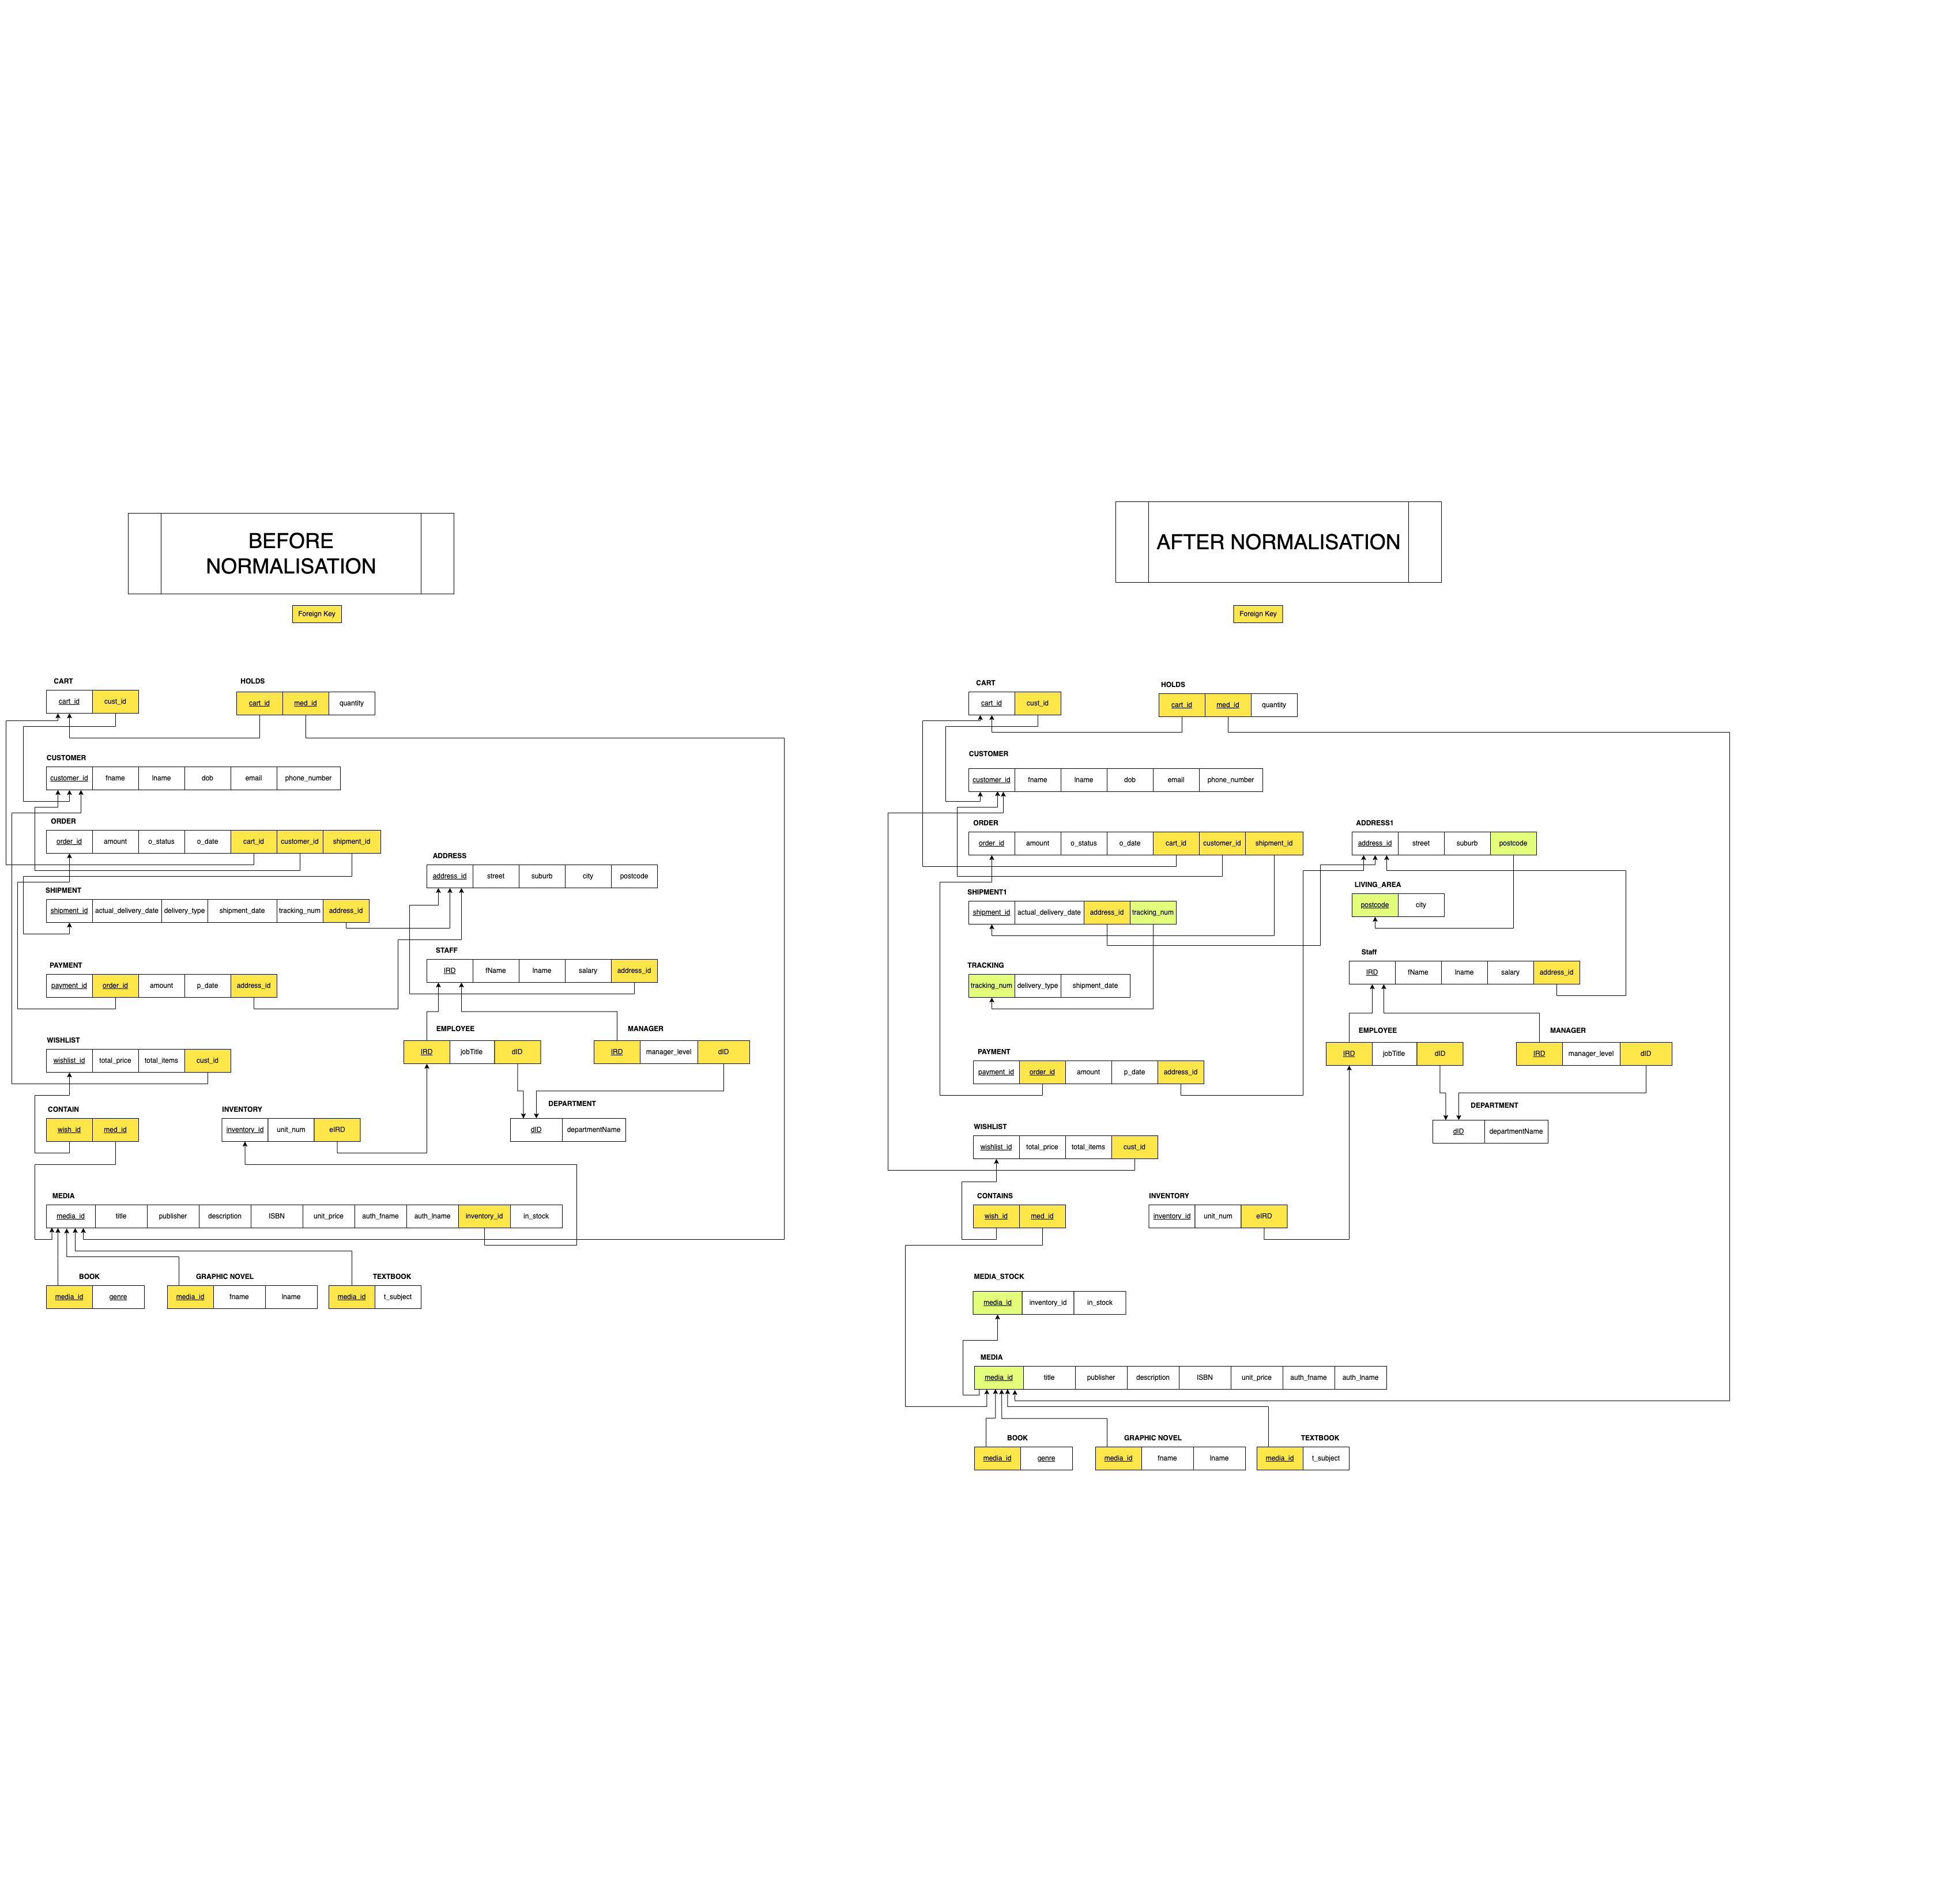 BEFORE
NORMALISATION
Foreign Key
CART
cart_id cust_id
HOLDS
cart_id med_id quantity
CUSTOMER
customer_id fname lname dob email phone_number
ORDER
order_id amount o_status o_date cart_id customer_id shipment_id
ADDRESS
address_id street suburb city postcode
SHIPMENT
shipment_id actual_delivery_date delivery_type shipment_date tracking_num address_id
STAFF
IRD fName lname salary address_id
PAYMENT
payment_id order_id amount p_date address_id
EMPLOYEE
IRD jobTitle dID
MANAGER
IRD manager_level dID
WISHLIST
wishlist_id total_price total_items cust_id
DEPARTMENT
dID departmentName
CONTAIN
wish_id med_id
INVENTORY
inventory_id unit_num eIRD
MEDIA
media_id title publisher description ISBN unit_price auth_fname auth_lname inventory_id in_stock
BOOK
media_id genre
GRAPHIC NOVEL
media_id fname lname
TEXTBOOK
media_id t_subject
AFTER NORMALISATION
Foreign Key
CART
cart_id cust_id
HOLDS
cart_id med_id quantity
CUSTOMER
customer_id fname lname dob email phone_number
ORDER
order_id amount o_status o_date cart_id customer_id shipment_id
ADDRESS1
address_id street suburb postcode
LIVING_AREA
postcode city
SHIPMENT1
shipment_id actual_delivery_date address_id tracking_num
Staff
IRD fName lname salary address_id
TRACKING
tracking_num delivery_type shipment_date
EMPLOYEE
IRD jobTitle dID
MANAGER
IRD manager_level dID
PAYMENT
payment_id order_id amount p_date address_id
DEPARTMENT
dID departmentName
WISHLIST
wishlist_id total_price total_items cust_id
CONTAINS
wish_id med_id
INVENTORY
inventory_id unit_num eIRD
MEDIA_STOCK
media_id inventory_id in_stock
MEDIA
media_id title publisher description ISBN unit_price auth_fname auth_lname
BOOK
media_id genre
GRAPHIC NOVEL
media_id fname lname
TEXTBOOK
media_id t_subject